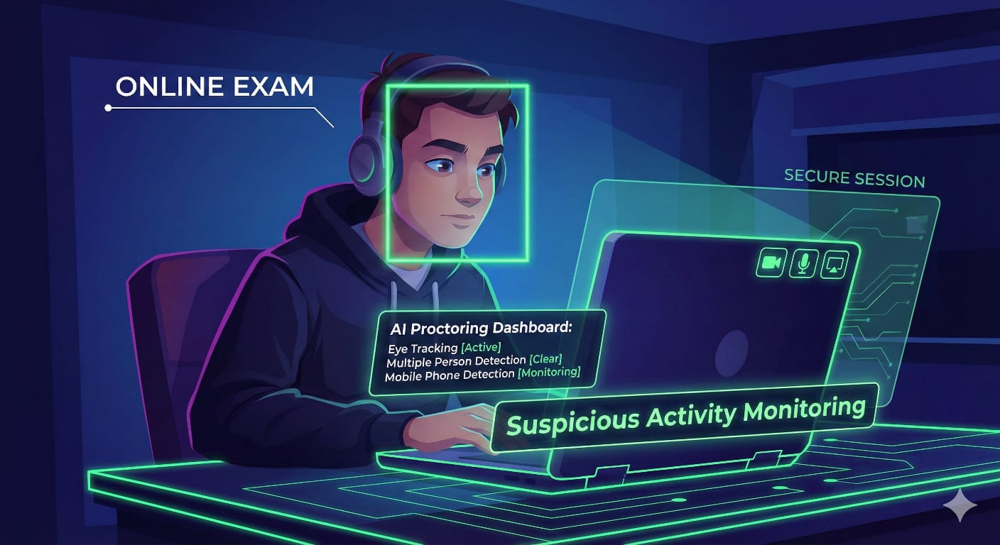 ONLINE EXAM
SECURE SESSION
AI Proctoring Dashboard:
Eye Tracking [Active]
Multiple Person Detection [Clear]
Mobile Phone Detection [Monitoring]
Suspicious Activity Monitoring